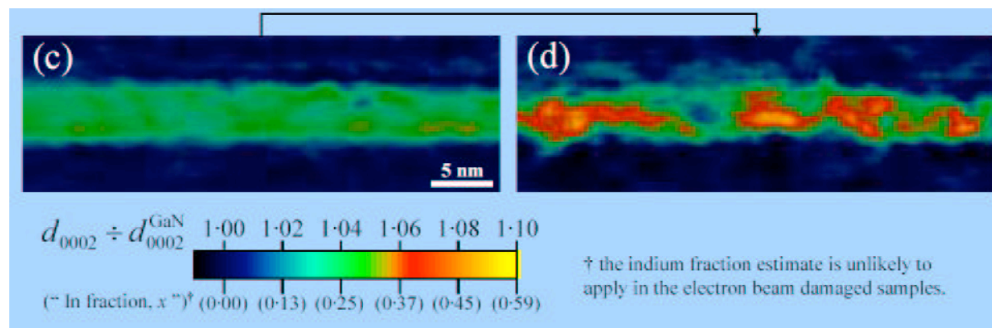 (c)
(d)
5 nm
d0002 ÷ d0002GaN 1·00 1·02 1·04 1·06 1·08 1·10
(“ In fraction, x ”)† (0·00) (0·13) (0·25) (0·37) (0·45) (0·59)
† the indium fraction estimate is unlikely to
apply in the electron beam damaged samples.